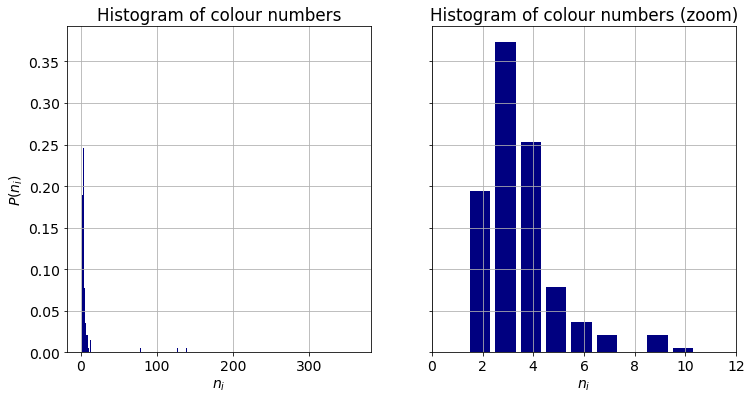 Histogram of colour numbers
Histogram of colour numbers (zoom)
P(n_i)
0.35
0.30
0.25
0.20
0.15
0.10
0.05
0.00
0 100 200 300
0 2 4 6 8 10 12
n_i
n_i